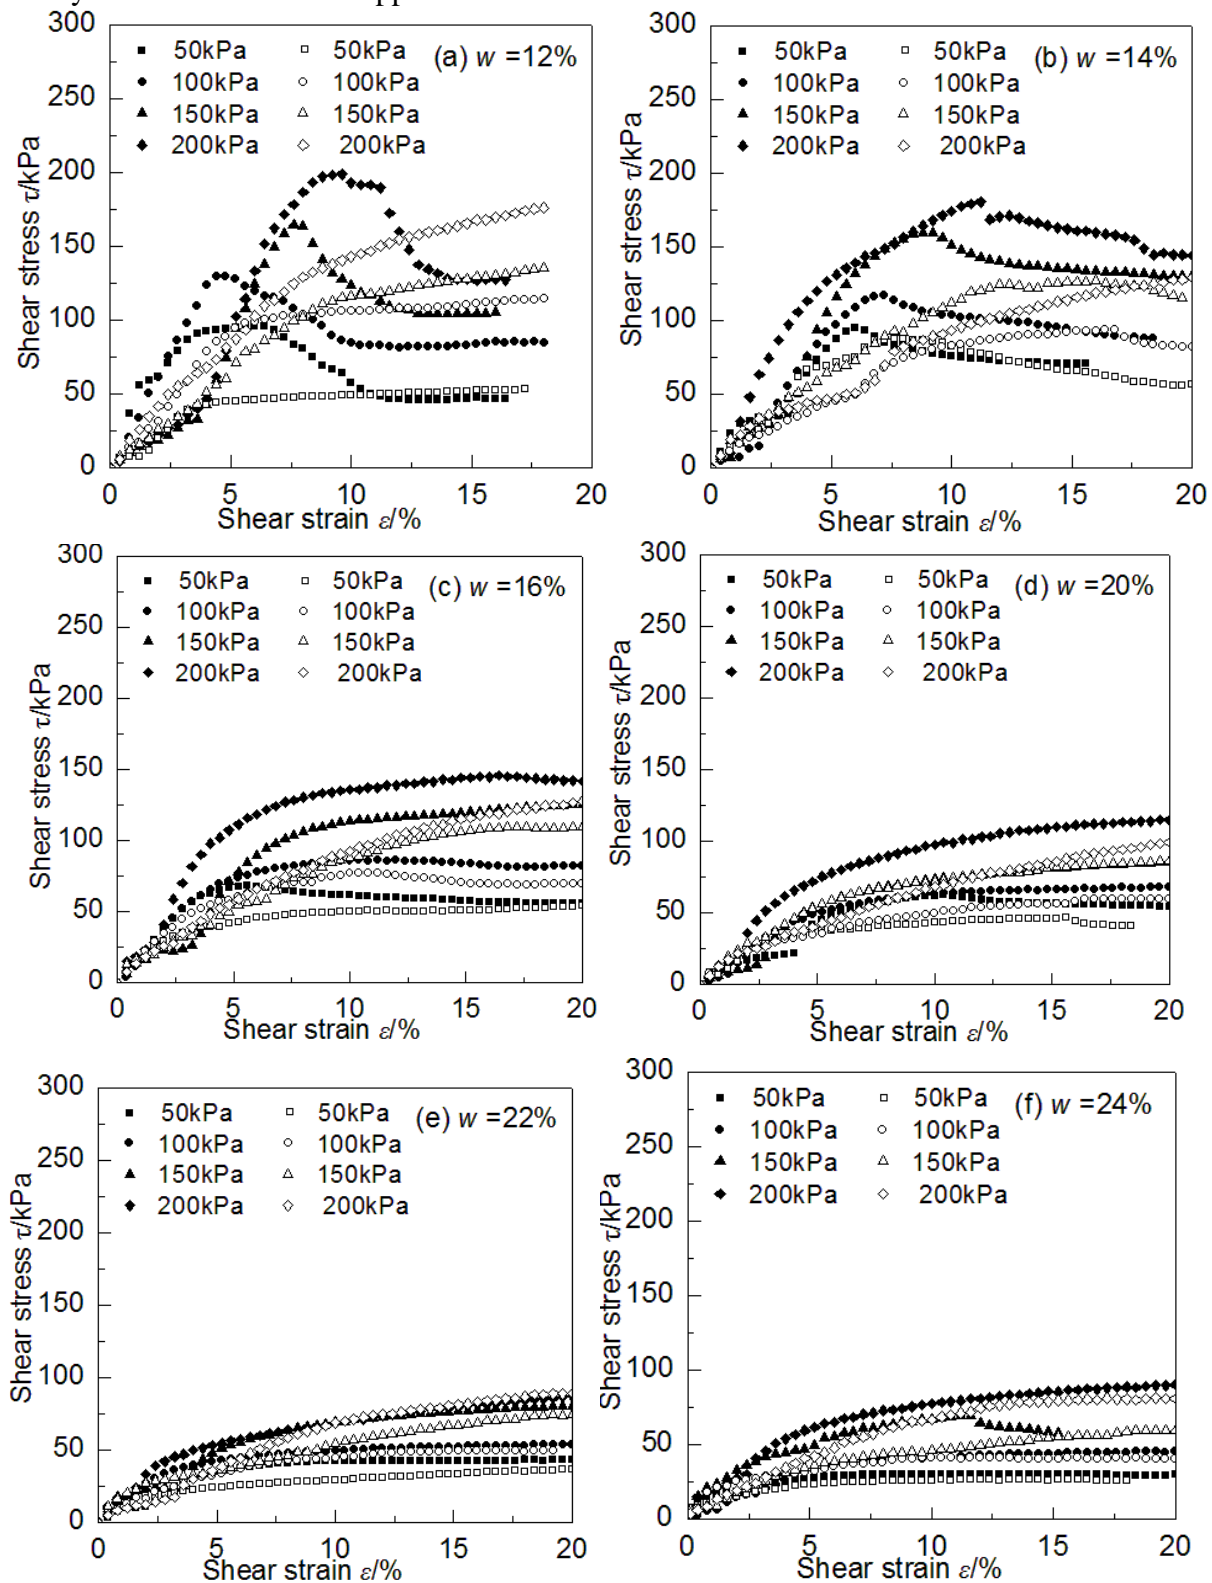 300
250
200
150
100
50
0
0 5 10 15 20
Shear stress τ/kPa
Shear strain ε/%
(a) w =12%
50kPa 50kPa
100kPa 100kPa
150kPa 150kPa
200kPa 200kPa
300
250
200
150
100
50
0
0 5 10 15 20
Shear stress τ/kPa
Shear strain ε/%
(b) w =14%
50kPa 50kPa
100kPa 100kPa
150kPa 150kPa
200kPa 200kPa
300
250
200
150
100
50
0
0 5 10 15 20
Shear stress τ/kPa
Shear strain ε/%
(c) w =16%
50kPa 50kPa
100kPa 100kPa
150kPa 150kPa
200kPa 200kPa
300
250
200
150
100
50
0
0 5 10 15 20
Shear stress τ/kPa
Shear strain ε/%
(d) w =20%
50kPa 50kPa
100kPa 100kPa
150kPa 150kPa
200kPa 200kPa
300
250
200
150
100
50
0
0 5 10 15 20
Shear stress τ/kPa
Shear strain ε/%
(e) w =22%
50kPa 50kPa
100kPa 100kPa
150kPa 150kPa
200kPa 200kPa
300
250
200
150
100
50
0
0 5 10 15 20
Shear stress τ/kPa
Shear strain ε/%
(f) w =24%
50kPa 50kPa
100kPa 100kPa
150kPa 150kPa
200kPa 200kPa